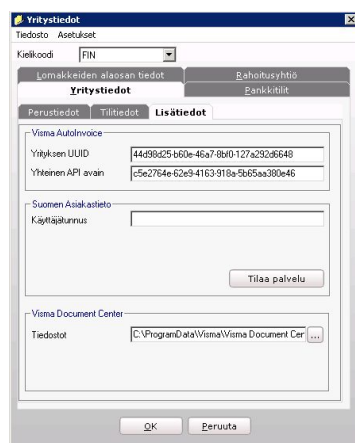 Yritystiedot
Tiedosto Asetukset
Kielikoodi FIN
Lomakkeiden alaosan tiedot Rahoitusyhtiö
Yritystiedot Pankkitilit
Perustiedot Tilitiedot Lisätiedot
Visma AutoInvoice
Yrityksen UUID 44d98d25-b60e-46a7-8bf0-127a292d6648
Yhteinen API avain c5e2764e-62e9-4163-918a-5b65aa380e46
Suomen Asiakastieto
Käyttäjätunnus
Tilaa palvelu
Visma Document Center
Tiedostot C:\ProgramData\Visma\Visma Document Cer ...
OK Peruuta